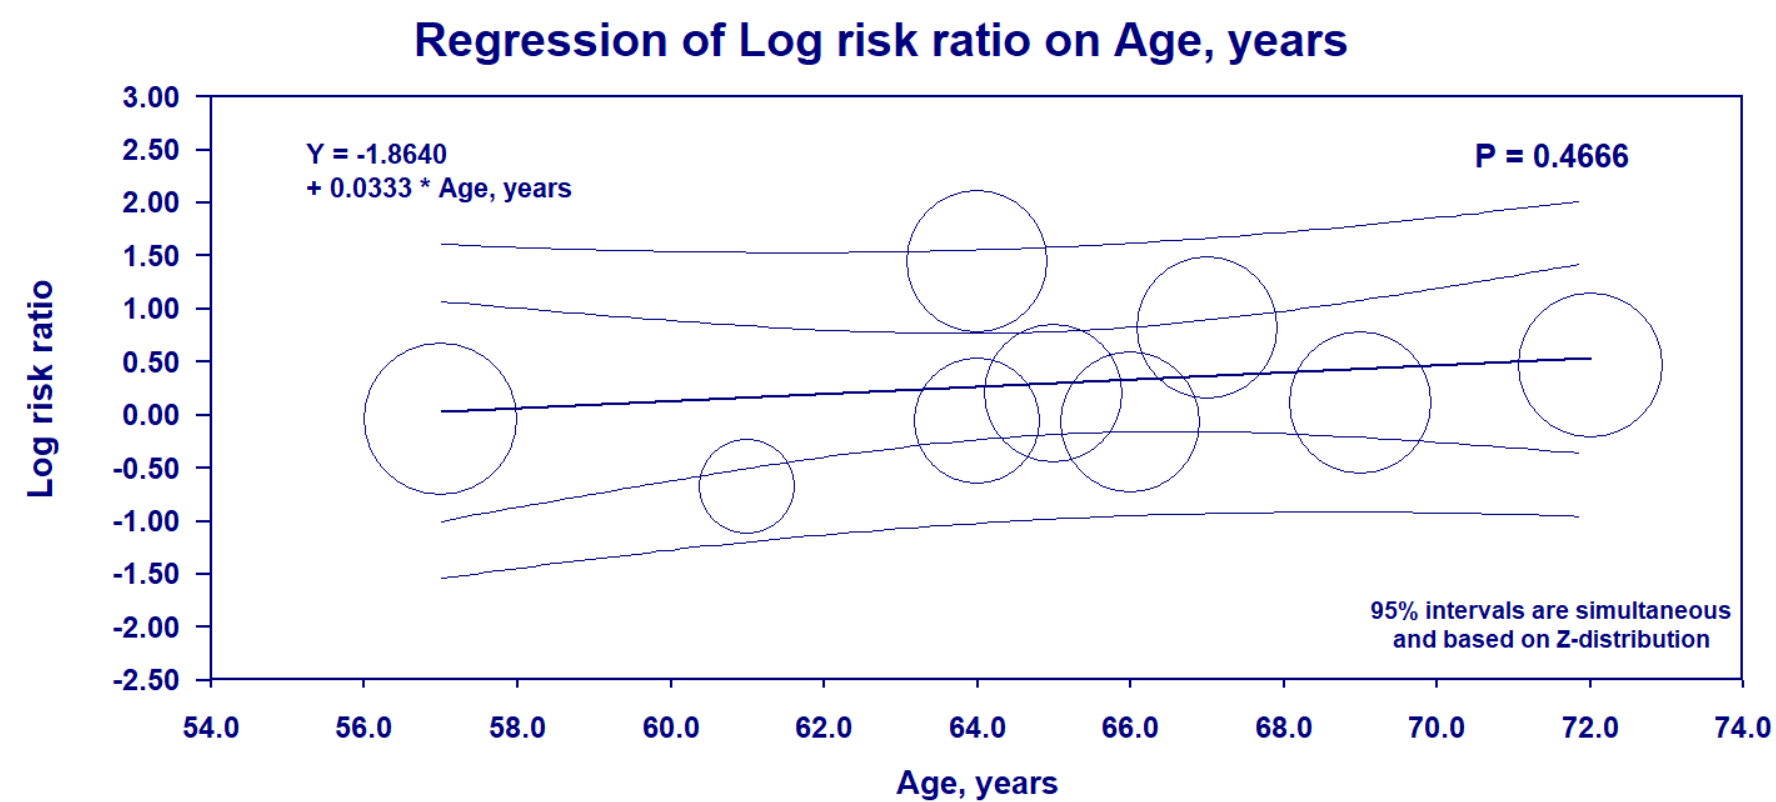 Regression of Log risk ratio on Age, years
3.00
2.50
2.00
1.50
1.00
0.50
0.00
-0.50
-1.00
-1.50
-2.00
-2.50
Log risk ratio
Y = -1.8640
+ 0.0333 * Age, years
P = 0.4666
95% intervals are simultaneous
and based on Z-distribution
54.0 56.0 58.0 60.0 62.0 64.0 66.0 68.0 70.0 72.0 74.0
Age, years